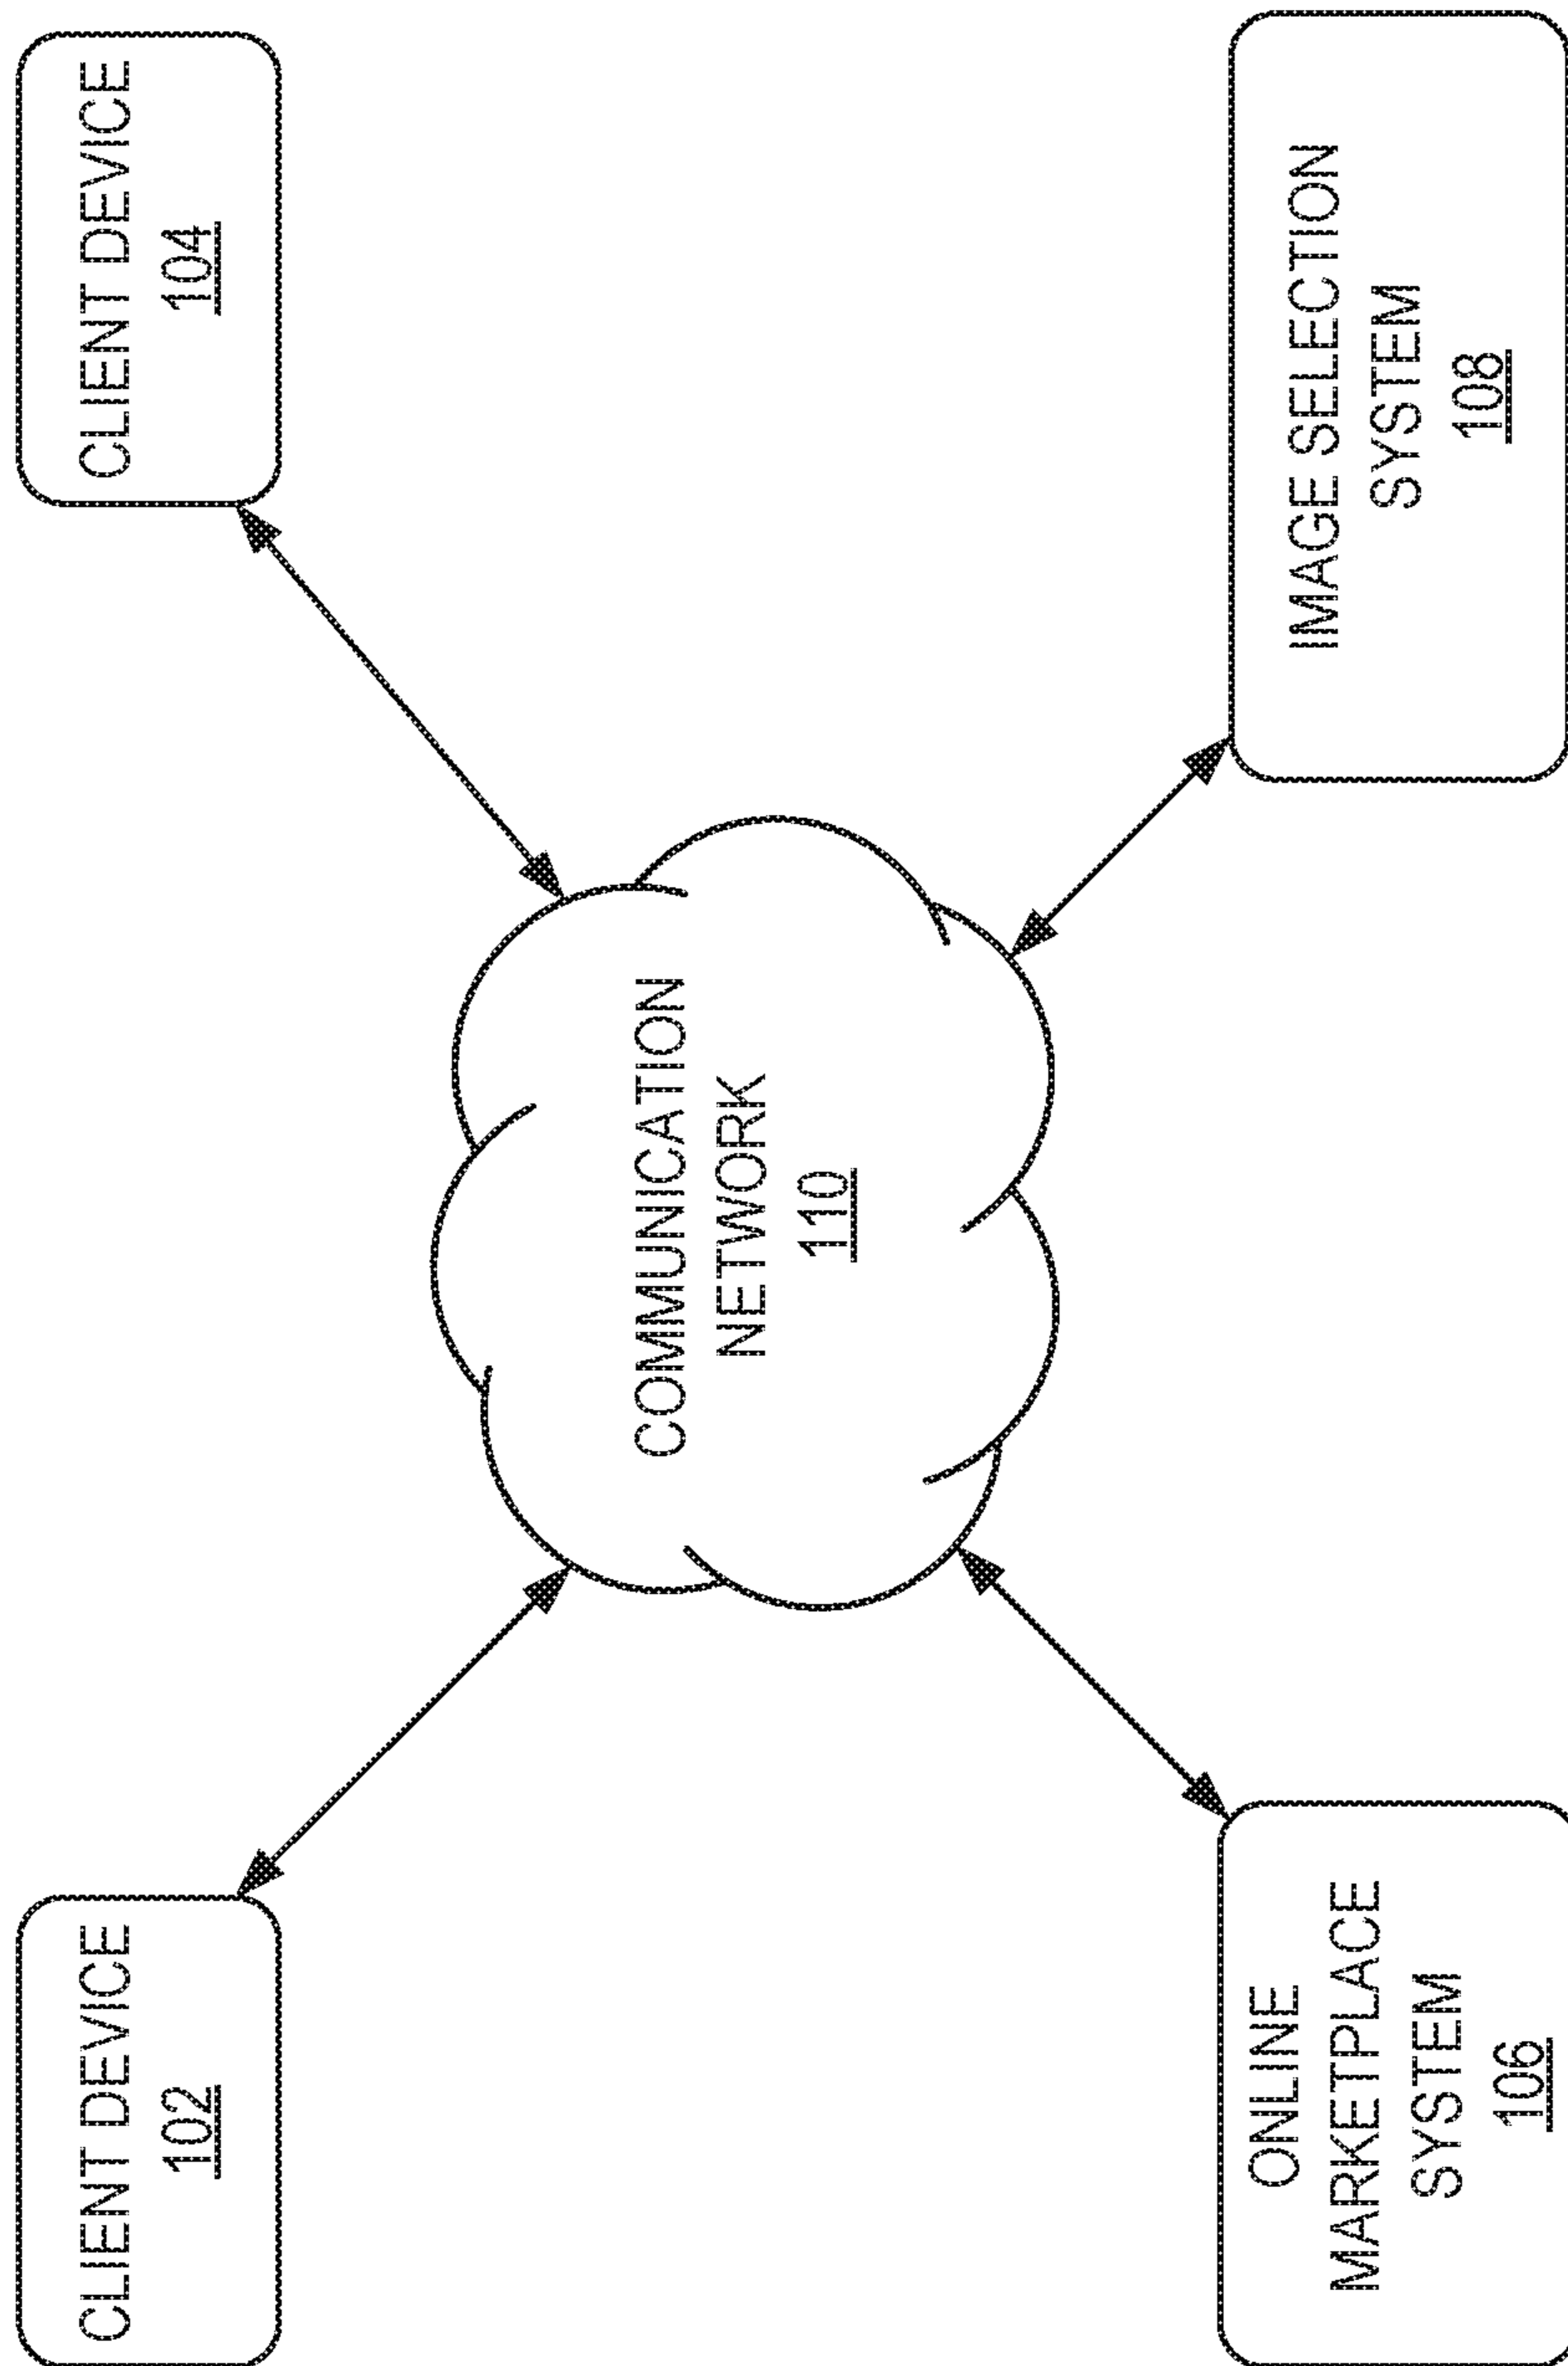 CLIENT DEVICE
102
CLIENT DEVICE
104
COMMUNICATION
NETWORK
110
ONLINE
MARKETPLACE
SYSTEM
106
IMAGE SELECTION
SYSTEM
108